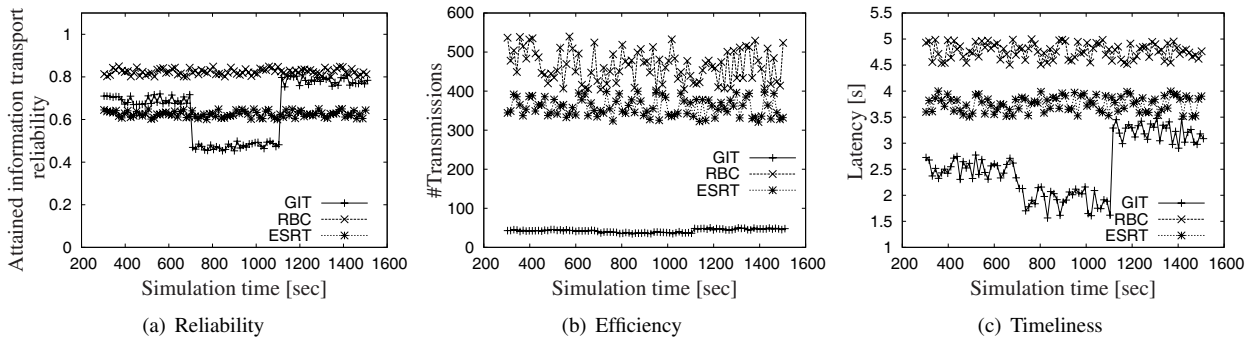 1
0.8
0.6
0.4
0.2
0
200 400 600 800 1000 1200 1400 1600
Attained information transport
reliability
Simulation time [sec]
GIT
RBC
ESRT
(a) Reliability
600
500
400
300
200
100
0
200 400 600 800 1000 1200 1400 1600
#Transmissions
Simulation time [sec]
GIT
RBC
ESRT
(b) Efficiency
5.5
5
4.5
4
3.5
3
2.5
2
1.5
1
200 400 600 800 1000 1200 1400 1600
Latency [s]
Simulation time [sec]
GIT
RBC
ESRT
(c) Timeliness